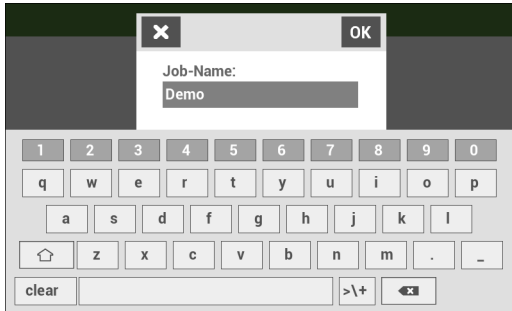 OK
Job-Name:
Demo
1 2 3 4 5 6 7 8 9 0
q w e r t y u i o p
a s d f g h j k l
z x c v b n m . _
clear >\+